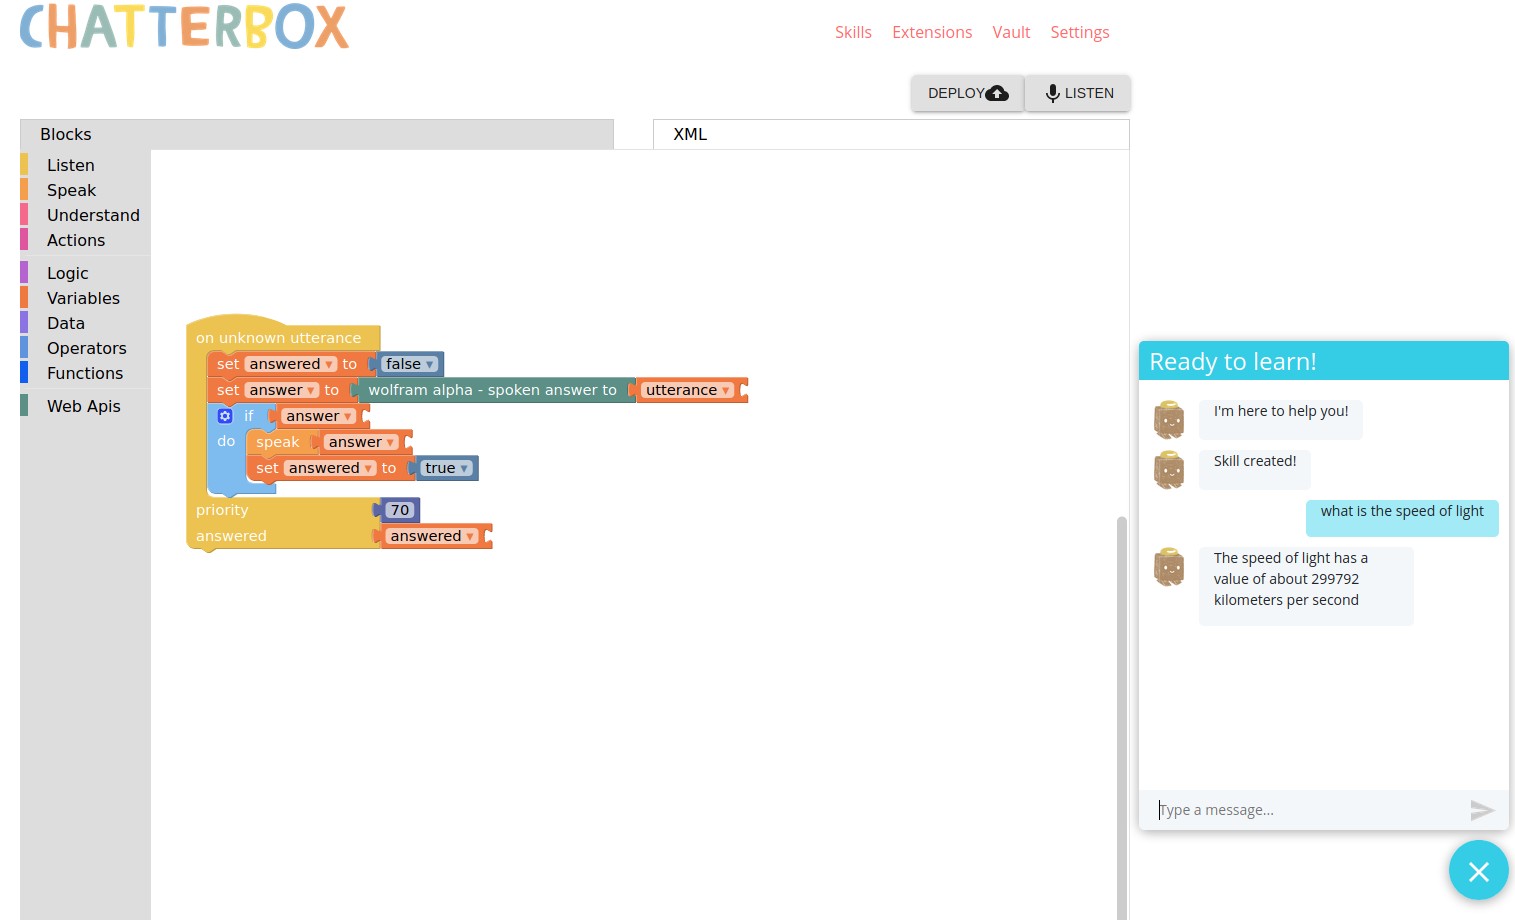 CHATTERBOX
Skills Extensions Vault Settings
DEPLOY LISTEN
Blocks XML
Listen
Speak
Understand
Actions
Logic
Variables
Data
Operators
Functions
Web Apis
on unknown utterance
set answered to false
set answer to wolfram alpha - spoken answer to utterance
if answer
do speak answer
set answered to true
priority 70
answered answered
Ready to learn!
I'm here to help you!
Skill created!
what is the speed of light
The speed of light has a
value of about 299792
kilometers per second
Type a message...